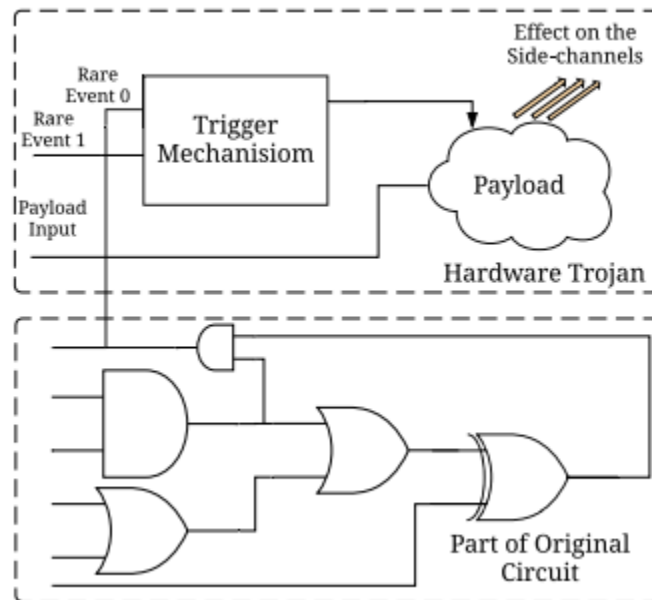 Effect on the
Side-channels
Rare
Event 0
Rare
Event 1
Trigger
Mechanisiom
Payload
Payload
Input
Hardware Trojan
Part of Original
Circuit